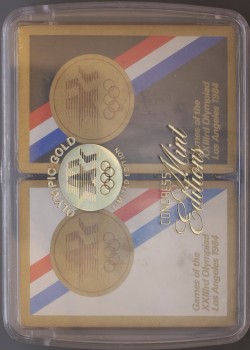 Games of the
XXIIIrd Olympiad
Los Angeles 1984
OLYMPIC GOLD
CONGRESS
Mint
Editions
Games of the
XXIIIrd Olympiad
Los Angeles 1984